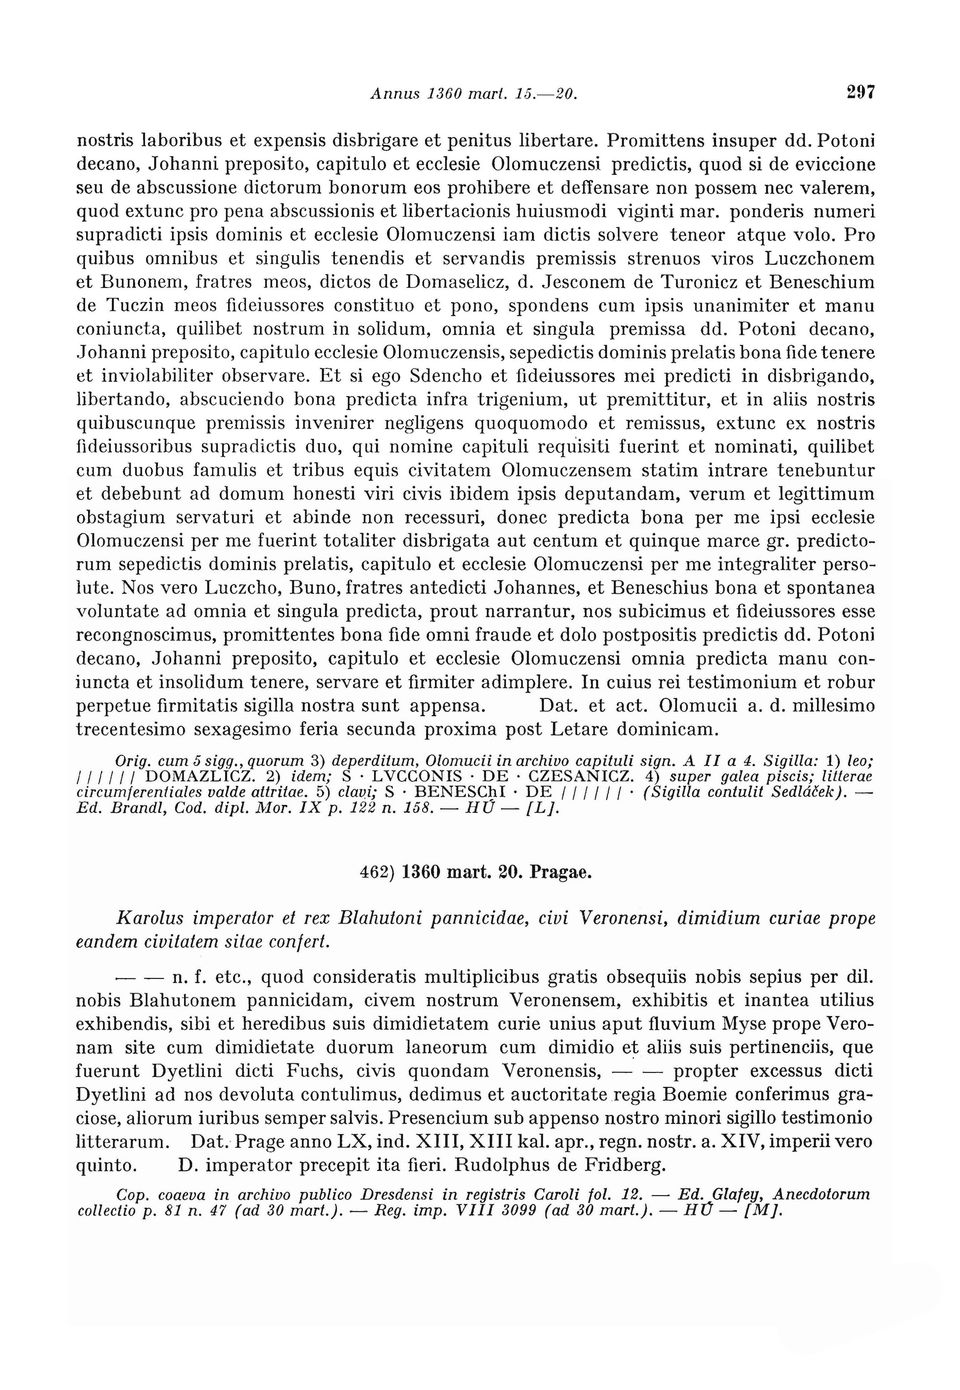 Annus 1360 mart. 15.—20. 297
nostris laboribus et expensis disbrigare et penitus libertare. Promittens insuper dd. Potoni
decano, Johanni preposito, capitulo et ecclesie Olomuczensi predictis, quod si de eviccione
seu de abscussione dictorum bonorum eos prohibere et deffensare non possem nec valerem,
quod extunc pro pena abscussionis et libertacionis huiusmodi viginti mar. ponderis numeri
supradicti ipsis dominis et ecclesie Olomuczensi iam dictis solvere teneor atque volo. Pro
quibus omnibus et singulis tenendis et servandis premissis strenuos viros Luczchonem
et Bunonem, fratres meos, dictos de Domaselicz, d. Jesconem de Turonicz et Beneschium
de Tuczin meos fideiussores constituo et pono, spondens cum ipsis unanimiter et manu
coniuncta, quilibet nostrum in solidum, omnia et singula premissa dd. Potoni decano,
Johanni preposito, capitulo ecclesie Olomuczensis, sepedictis dominis prelatis bona fide tenere
et inviolabiliter observare. Et si ego Sdencho et fideiussores mei predicti in disbrigando,
libertando, abscuciendo bona predicta infra trigenium, ut premittitur, et in aliis nostris
quibuscunque premissis invenirer negligens quoquomodo et remissus, extunc ex nostris
fideiussoribus supradictis duo, qui nomine capituli requisiti fuerint et nominati, quilibet
cum duobus famulis et tribus equis civitatem Olomuczensem statim intrare tenebuntur
et debebunt ad domum honesti viri civis ibidem ipsis deputandam, verum et legittimum
obstagium servaturi et abinde non recessuri, donec predicta bona per me ipsi ecclesie
Olomuczensi per me fuerint totaliter disbrigata aut centum et quinque marce gr. predicto-
rum sepedictis dominis prelatis, capitulo et ecclesie Olomuczensi per me integraliter perso-
lute. Nos vero Luczcho, Buno, fratres antedicti Johannes, et Beneschius bona et spontanea
voluntate ad omnia et singula predicta, prout narrantur, nos subicimus et fideiussores esse
recongnoscimus, promittentes bona fide omni fraude et dolo postpositis predictis dd. Potoni
decano, Johanni preposito, capitulo et ecclesie Olomuczensi omnia predicta manu con-
iuncta et insolidum tenere, servare et firmiter adimplere. In cuius rei testimonium et robur
perpetue firmitatis sigilla nostra sunt appensa. Dat. et act. Olomucii a. d. millesimo
trecentesimo sexagesimo feria secunda proxima post Letare dominicam.
Orig. cum 5 sigg., quorum 3) deperditum, Olomucii in archivo capituli sign. A II a 4. Sigilla: 1) leo;
/ / / / / / DOMAZLICZ. 2) idem; S · LVCCONIS · DE · CZESANICZ. 4) super galea piscis; litterae
circumferentiales valde attritae. 5) clavi; S · BENESChI · DE / / / / / / · (Sigilla contulit Sedláček). —
Ed. Brandl, Cod. dipl. Mor. IX p. 122 n. 158. — HÚ — [L].
462) 1360 mart. 20. Pragae.
Karolus imperator et rex Blahutoni pannicidae, civi Veronensi, dimidium curiae prope
eandem civitatem sitae confert.
— — n. f. etc., quod consideratis multiplicibus gratis obsequiis nobis sepius per dil.
nobis Blahutonem pannicidam, civem nostrum Veronensem, exhibitis et inantea utilius
exhibendis, sibi et heredibus suis dimidietatem curie unius aput fluvium Myse prope Vero-
nam site cum dimidietate duorum laneorum cum dimidio et aliis suis pertinenciis, que
fuerunt Dyetlini dicti Fuchs, civis quondam Veronensis, — — propter excessus dicti
Dyetlini ad nos devoluta contulimus, dedimus et auctoritate regia Boemie conferimus gra-
ciose, aliorum iuribus semper salvis. Presencium sub appenso nostro minori sigillo testimonio
litterarum. Dat. Prage anno LX, ind. XIII, XIII kal. apr., regn. nostr. a. XIV, imperii vero
quinto. D. imperator precepit ita fieri. Rudolphus de Fridberg.
Cop. coaeva in archivo publico Dresdensi in registris Caroli fol. 12. — Ed. Glafey, Anecdotorum
collectio p. 81 n. 47 (ad 30 mart.). — Reg. imp. VIII 3099 (ad 30 mart.). — HÚ — [M].